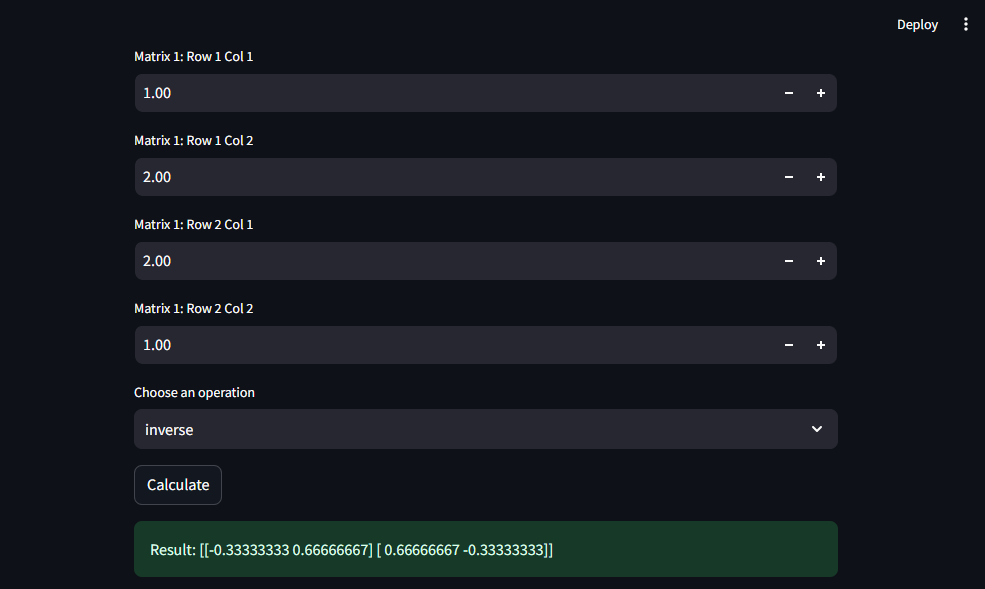 Deploy
Matrix 1: Row 1 Col 1
1.00
Matrix 1: Row 1 Col 2
2.00
Matrix 1: Row 2 Col 1
2.00
Matrix 1: Row 2 Col 2
1.00
Choose an operation
inverse
Calculate
Result: [[-0.33333333 0.66666667] [ 0.66666667 -0.33333333]]